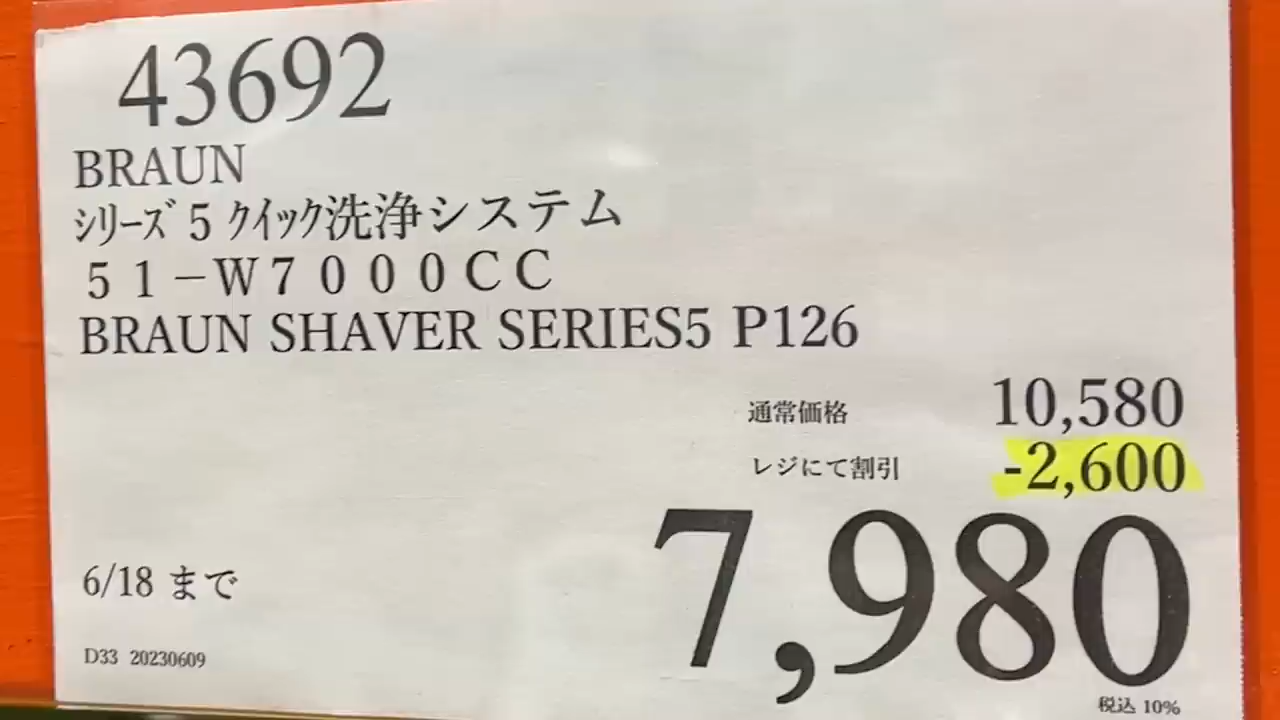 43692
BRAUN
ｼﾘｰｽﾞ５ ｸｲｯｸ洗浄システム
５１－Ｗ７０００ＣＣ
BRAUN SHAVER SERIES5 P126
通常価格 10,580
レジにて割引 -2,600
7,980
6/18 まで
D33 20230609
税込 10%